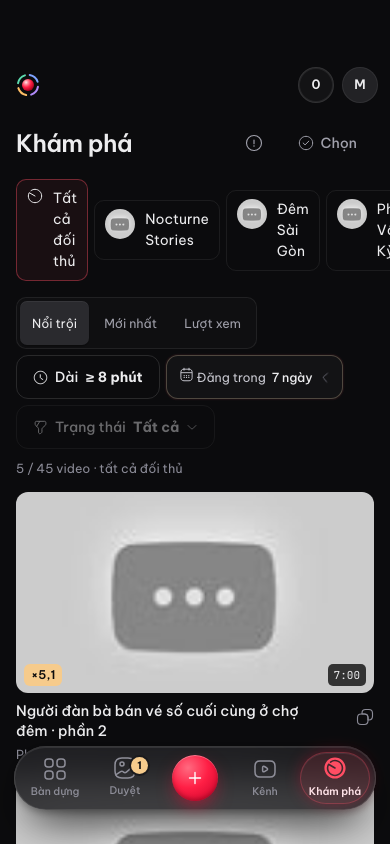 0
M
Khám phá
Chọn
Tất
cả
đối
thủ
Nocturne
Stories
Đêm
Sài
Gòn
Nổi trội
Mới nhất
Lượt xem
Dài ≥ 8 phút
Đăng trong 7 ngày
Trạng thái Tất cả
5 / 45 video · tất cả đối thủ
×5,1
7:00
Người đàn bà bán vé số cuối cùng ở chợ
đêm · phần 2
Bàn dựng
Duyệt
1
Kênh
Khám phá